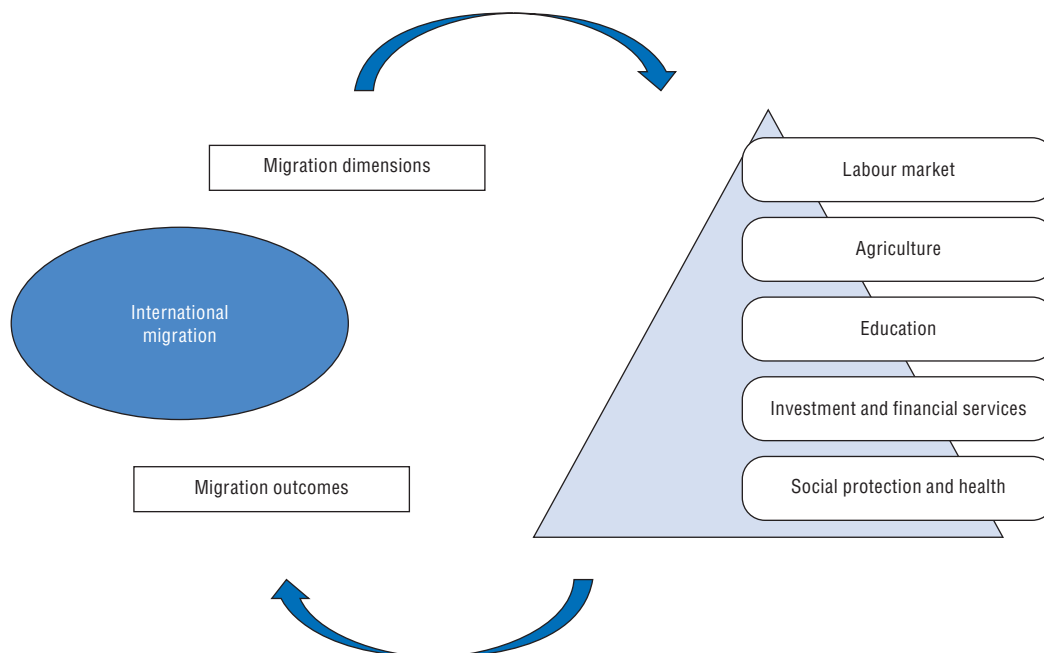 Migration dimensions
Labour market
Agriculture
International
migration
Education
Investment and financial services
Migration outcomes
Social protection and health